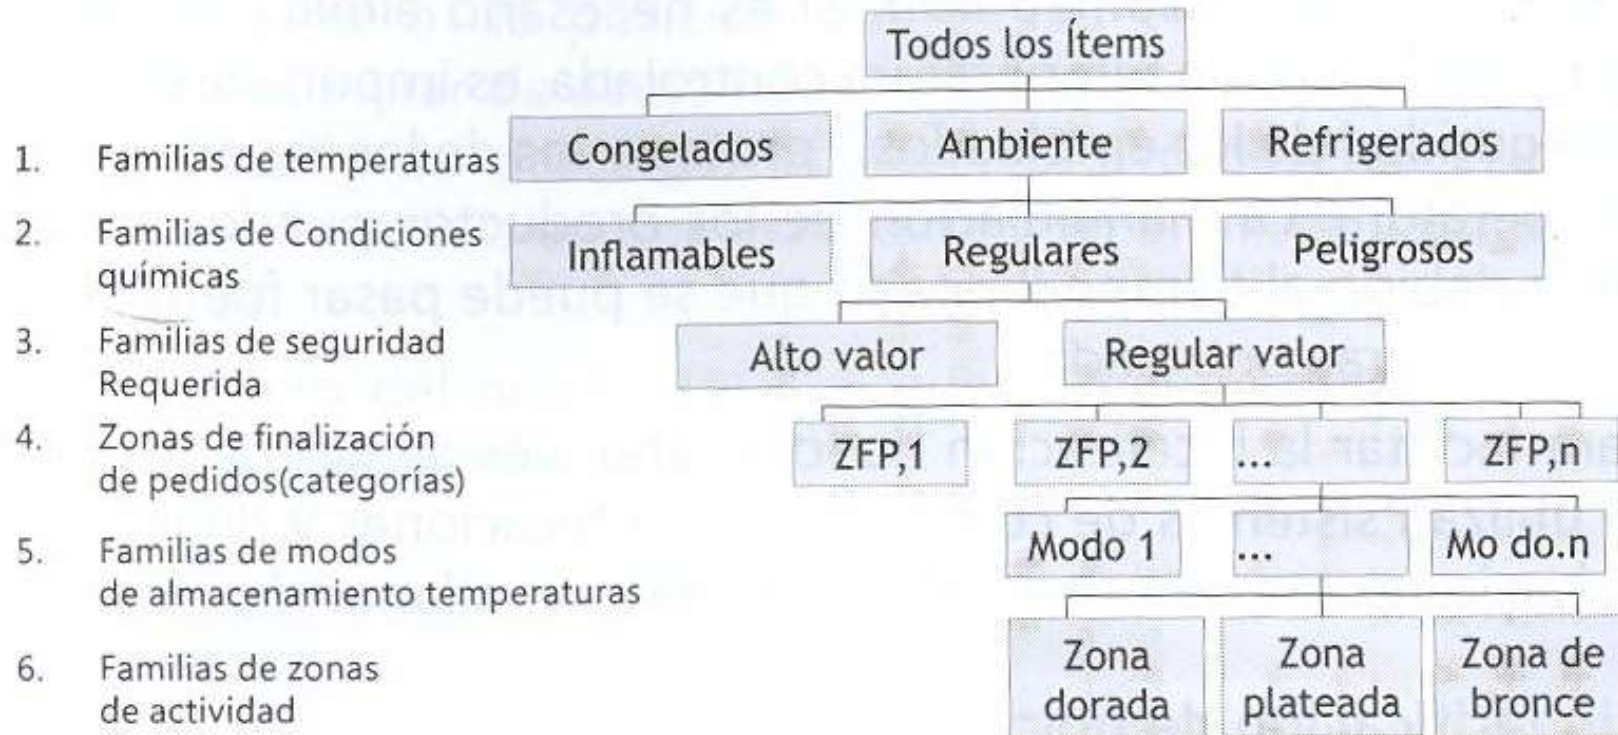 Todos los Ítems
1. Familias de temperaturas
Congelados
Ambiente
Refrigerados
2. Familias de Condiciones
químicas
Inflamables
Regulares
Peligrosos
3. Familias de seguridad
Requerida
Alto valor
Regular valor
4. Zonas de finalización
de pedidos(categorías)
ZFP,1
ZFP,2
...
ZFP,n
5. Familias de modos
de almacenamiento temperaturas
Modo 1
...
Mo do.n
6. Familias de zonas
de actividad
Zona
dorada
Zona
plateada
Zona de
bronce